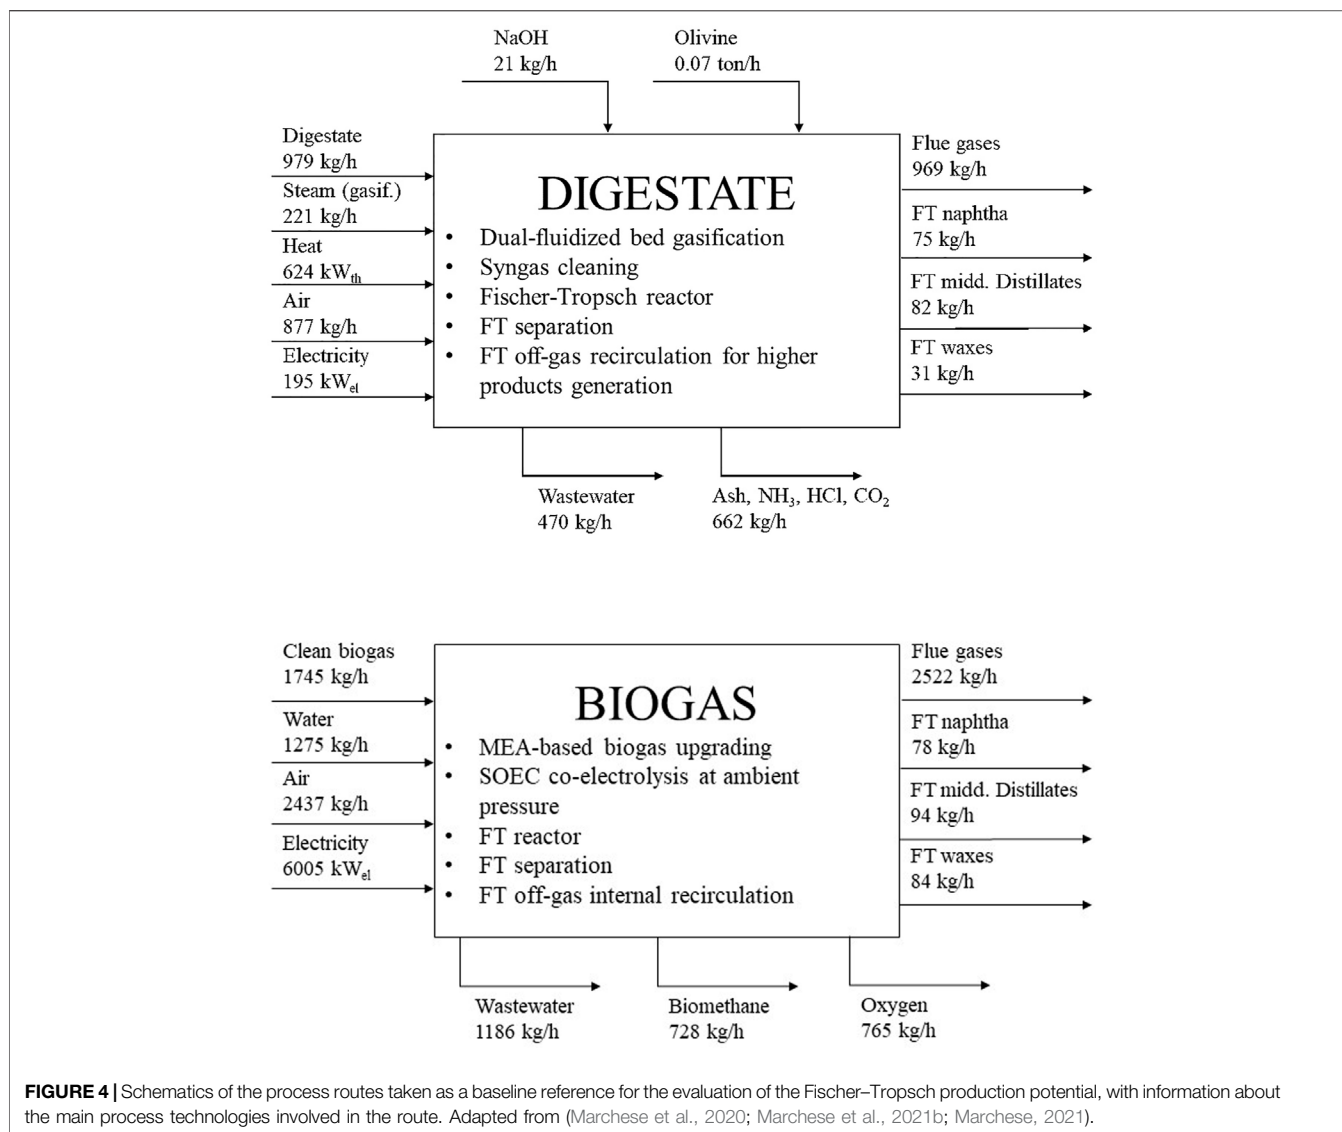 NaOH
21 kg/h
Olivine
0.07 ton/h
Digestate
979 kg/h
Steam (gasif.)
221 kg/h
Heat
624 kWth
Air
877 kg/h
Electricity
195 kWel
DIGESTATE
• Dual-fluidized bed gasification
• Syngas cleaning
• Fischer-Tropsch reactor
• FT separation
• FT off-gas recirculation for higher
products generation
Flue gases
969 kg/h
FT naphtha
75 kg/h
FT midd. Distillates
82 kg/h
FT waxes
31 kg/h
Wastewater
470 kg/h
Ash, NH3, HCl, CO2
662 kg/h
Clean biogas
1745 kg/h
Water
1275 kg/h
Air
2437 kg/h
Electricity
6005 kWel
BIOGAS
• MEA-based biogas upgrading
• SOEC co-electrolysis at ambient
pressure
• FT reactor
• FT separation
• FT off-gas internal recirculation
Flue gases
2522 kg/h
FT naphtha
78 kg/h
FT midd. Distillates
94 kg/h
FT waxes
84 kg/h
Wastewater
1186 kg/h
Biomethane
728 kg/h
Oxygen
765 kg/h
FIGURE 4 | Schematics of the process routes taken as a baseline reference for the evaluation of the Fischer–Tropsch production potential, with information about
the main process technologies involved in the route. Adapted from (Marchese et al., 2020; Marchese et al., 2021b; Marchese, 2021).